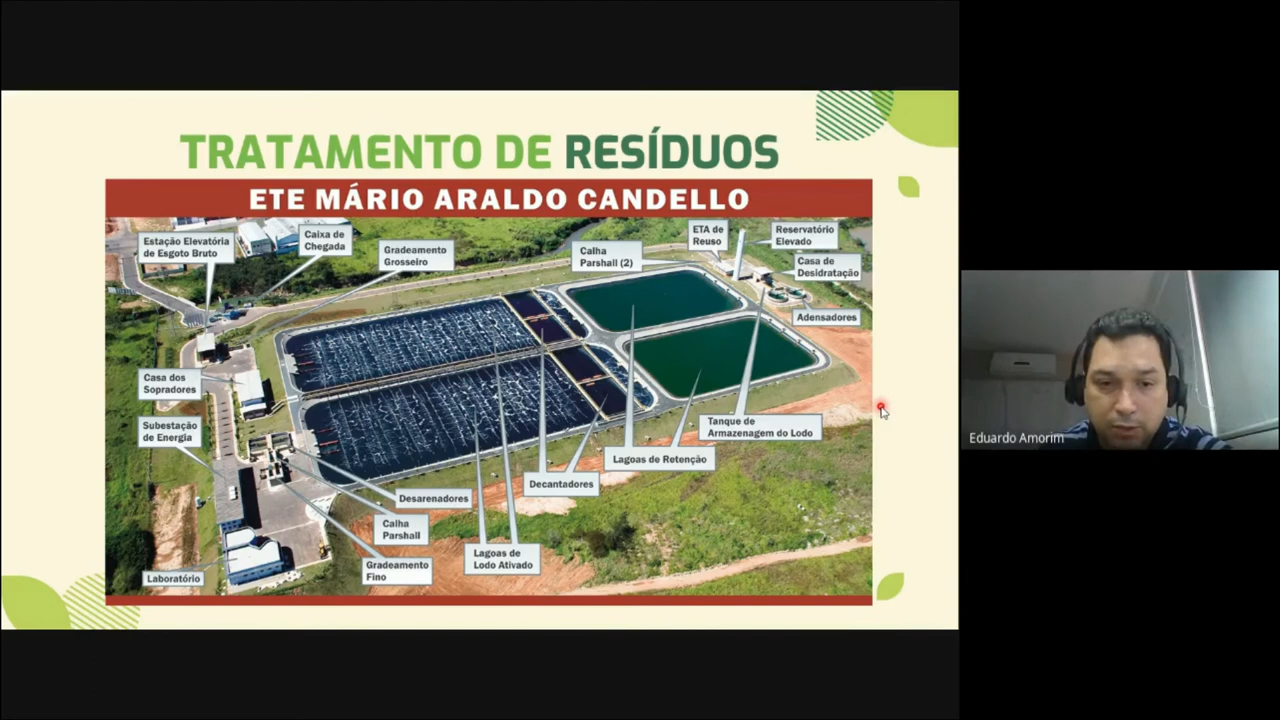 TRATAMENTO DE RESÍDUOS
ETE MÁRIO ARALDO CANDELLO
Estação Elevatória
de Esgoto Bruto
Caixa de
Chegada
Gradeamento
Grosseiro
Calha
Parshall (2)
ETA de
Reuso
Reservatório
Elevado
Casa de
Desidratação
Adensadores
Casa dos
Sopradores
Subestação
de Energia
Tanque de
Armazenagem do Lodo
Lagoas de Retenção
Decantadores
Desarenadores
Calha
Parshall
Lagoas de
Lodo Ativado
Gradeamento
Fino
Laboratório
Eduardo Amorim